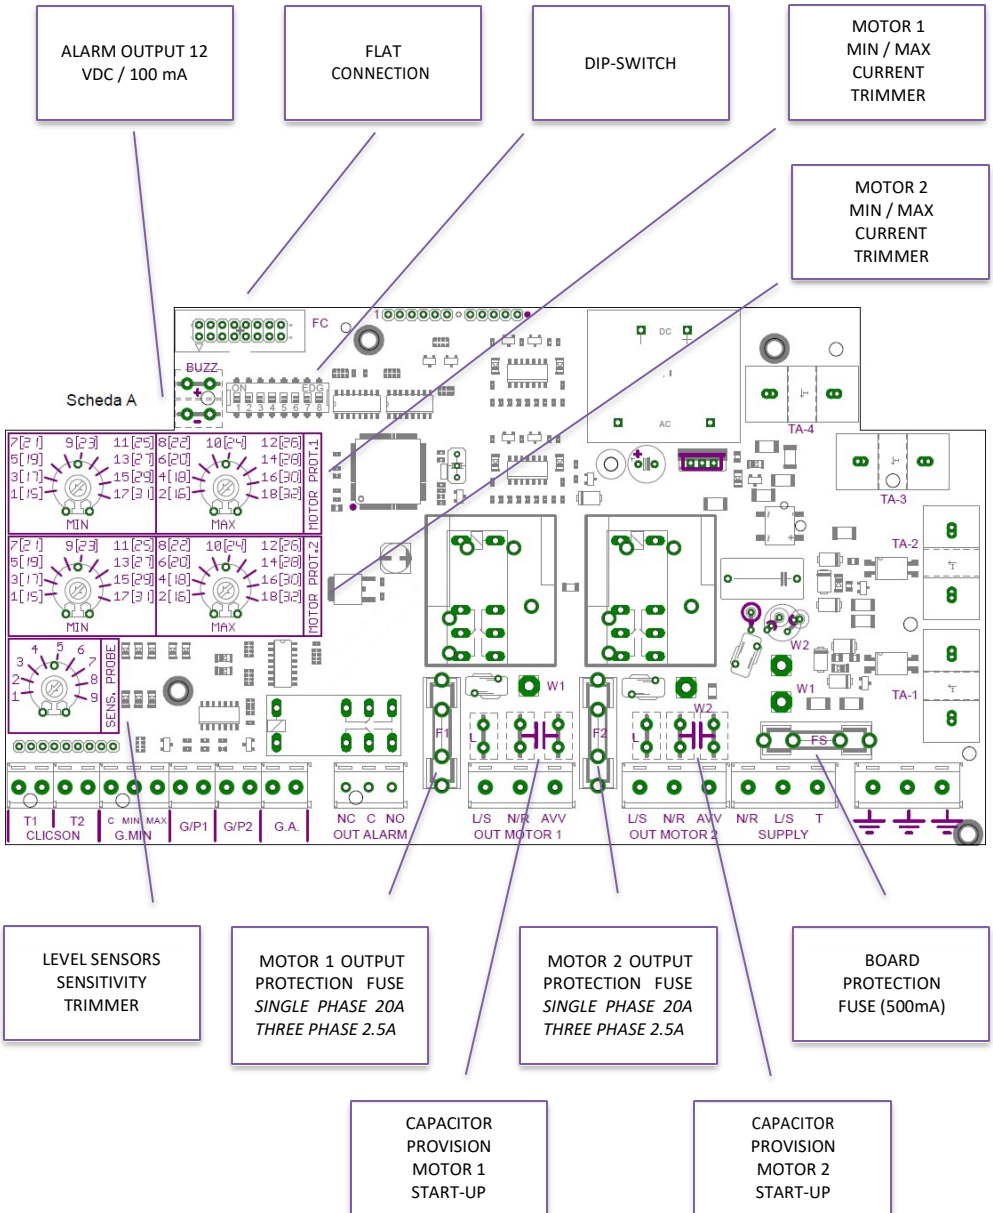 ALARM OUTPUT 12
VDC / 100 mA
FLAT
CONNECTION
DIP-SWITCH
MOTOR 1
MIN / MAX
CURRENT
TRIMMER
MOTOR 2
MIN / MAX
CURRENT
TRIMMER
FC
1
DC
BUZZ
+
-
ON EDG
1 2 3 4 5 6 7 8
AC
TA-4
Scheda A
7[21] 9[23] 11[25] 8[22] 10[24] 12[26]
5[19] 13[27] 6[20] 14[28]
3[17] 15[29] 4[18] 16[30]
1[15] 17[31] 2[16] 18[32]
MIN MAX
MOTOR PROT.1
TA-3
7[21] 9[23] 11[25] 8[22] 10[24] 12[26]
5[19] 13[27] 6[20] 14[28]
3[17] 15[29] 4[18] 16[30]
1[15] 17[31] 2[16] 18[32]
MIN MAX
MOTOR PROT.2
TA-2
1 2 3 4 5 6 7 8 9
SENS. PROBE
W1
W2
W2
W1
TA-1
F1
L
F2
L
FS
T1 T2 C MIN MAX G/P1 G/P2 G.A.
CLICSON G.MIN
NC C NO
OUT ALARM
L/S N/R AVV
OUT MOTOR 1
L/S N/R AVV
OUT MOTOR 2
N/R L/S T
SUPPLY
LEVEL SENSORS
SENSITIVITY
TRIMMER
MOTOR 1 OUTPUT
PROTECTION FUSE
SINGLE PHASE 20A
THREE PHASE 2.5A
MOTOR 2 OUTPUT
PROTECTION FUSE
SINGLE PHASE 20A
THREE PHASE 2.5A
BOARD
PROTECTION
FUSE (500mA)
CAPACITOR
PROVISION
MOTOR 1
START-UP
CAPACITOR
PROVISION
MOTOR 2
START-UP